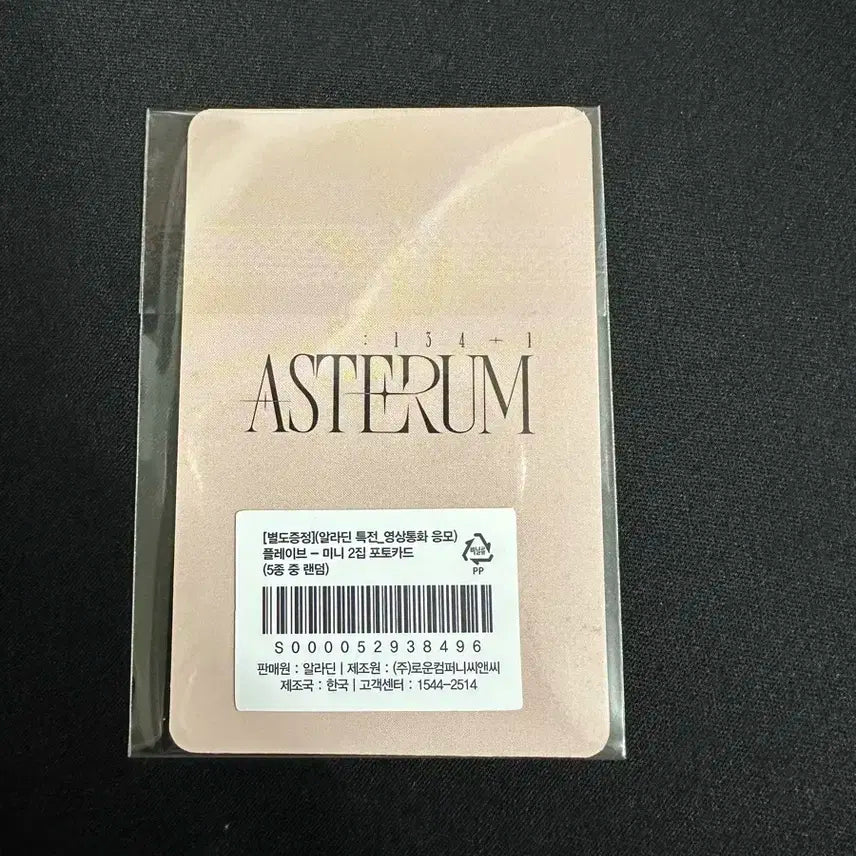 : 1 3 4 + 1
ASTERUM
[별도증정](알라딘 특전_영상통화 응모)
플레이브 - 미니 2집 포토카드
(5종 중 랜덤)
PP
S000052938496
판매원 : 알라딘 | 제조원 : (주)로운컴퍼니씨앤씨
제조국 : 한국 | 고객센터 : 1544-2514